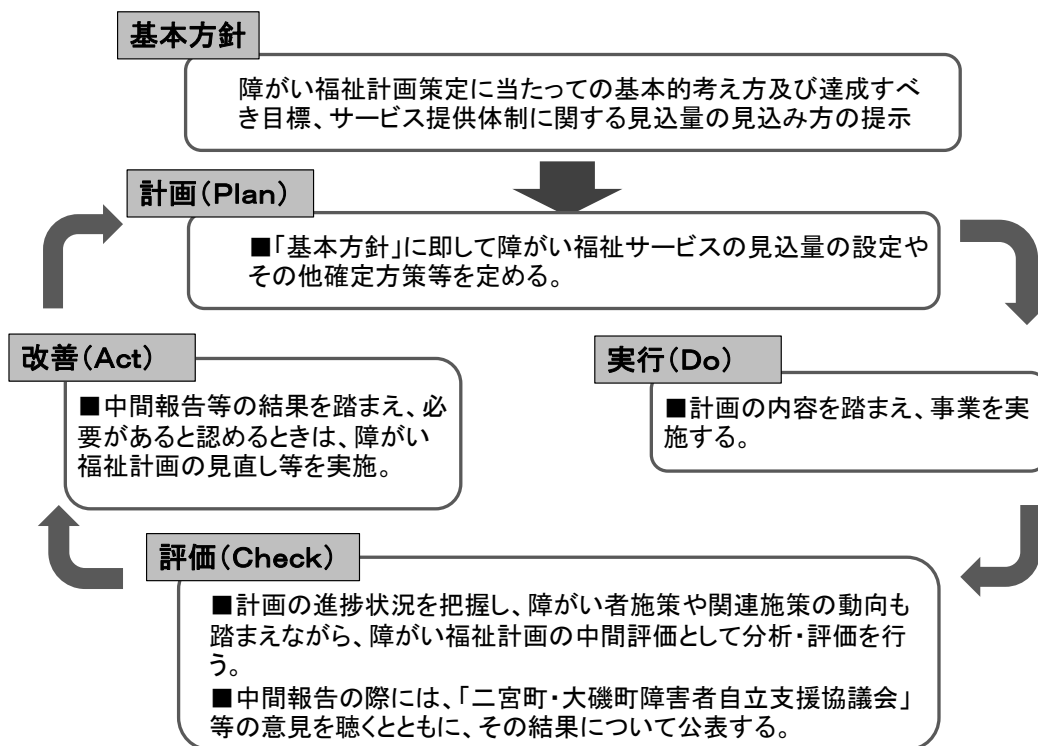 基本方針
障がい福祉計画策定に当たっての基本的考え方及び達成すべ
き目標、サービス提供体制に関する見込量の見込み方の提示
計画(Plan)
■「基本方針」に即して障がい福祉サービスの見込量の設定や
その他確定方策等を定める。
実行(Do)
■計画の内容を踏まえ、事業を実
施する。
評価(Check)
■計画の進捗状況を把握し、障がい者施策や関連施策の動向も
踏まえながら、障がい福祉計画の中間評価として分析・評価を行
う。
■中間報告の際には、「二宮町・大磯町障害者自立支援協議会」
等の意見を聴くとともに、その結果について公表する。
改善(Act)
■中間報告等の結果を踏まえ、必
要があると認めるときは、障がい
福祉計画の見直し等を実施。